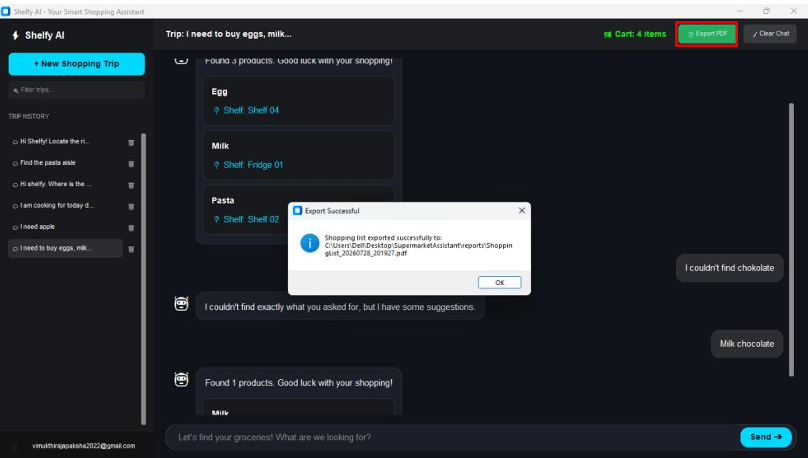 Shelfy AI - Your Smart Shopping Assistant
Shelfy AI
+ New Shopping Trip
Filter trips...
TRIP HISTORY
Hi Shelfy! Locate the ri...
Find the pasta aisle
Hi shelfy. Where is the ...
I am cooking for today d...
I need apple
I need to buy eggs, milk...
vimukthirajapaksha2022@gmail.com
Trip: I need to buy eggs, milk...
Cart: 4 items
Export PDF
Clear Chat
Found 3 products. Good luck with your shopping!
Egg
Shelf: Shelf 04
Milk
Shelf: Fridge 01
Pasta
Shelf: Shelf 02
Export Successful
Shopping list exported successfully to:
C:\Users\Dell\Desktop\SupermarketAssistant\reports\Shoppin
gList_20260728_201927.pdf
OK
I couldn't find chokolate
I couldn't find exactly what you asked for, but I have some suggestions.
Milk chocolate
Found 1 products. Good luck with your shopping!
Milk
Let's find your groceries! What are we looking for?
Send →